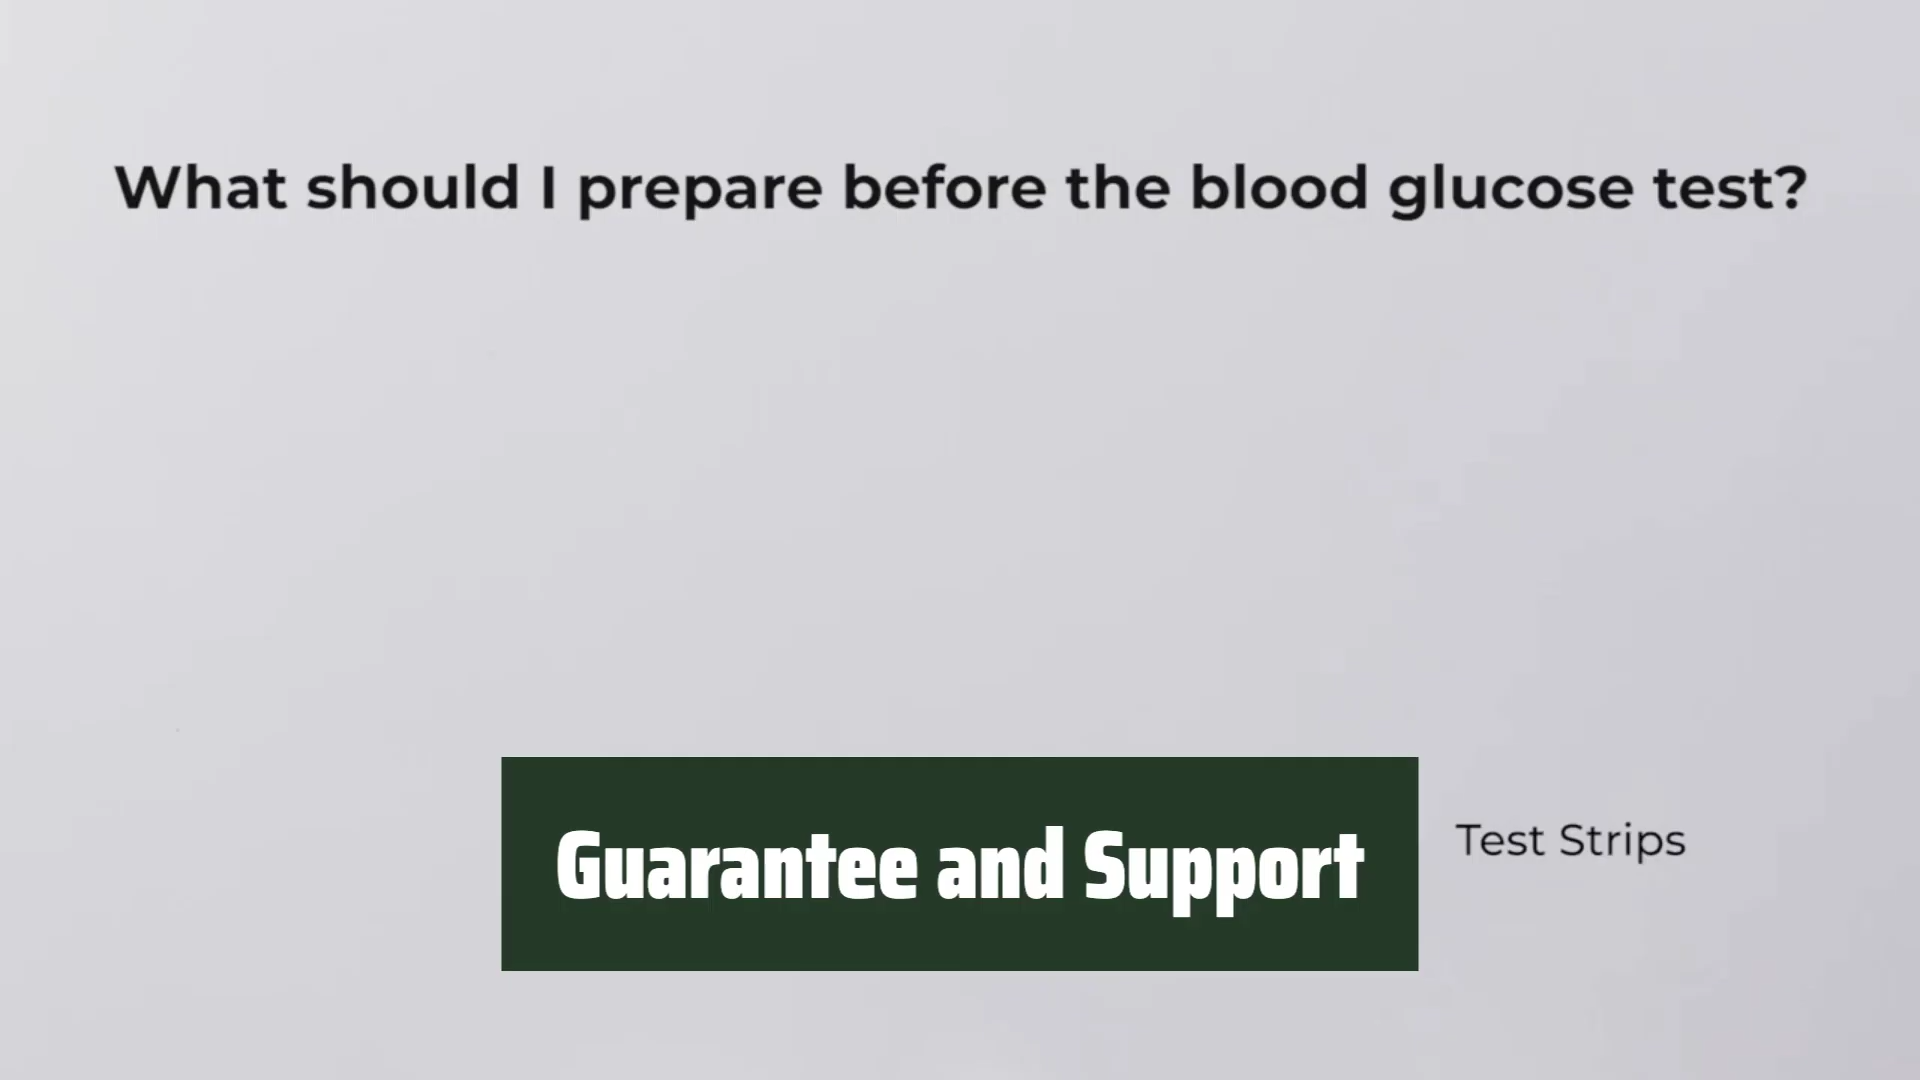 What should I prepare before the blood glucose test?
Test Strips
Guarantee and Support